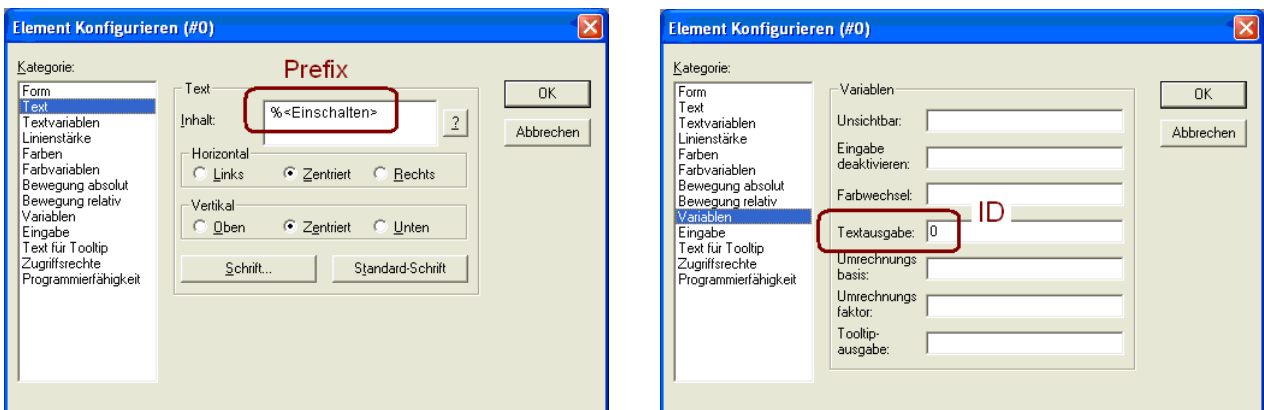 Element Konfigurieren (#0)
Kategorie:
Form
Text
Textvariablen
Linienstärke
Farben
Farbvariablen
Bewegung absolut
Bewegung relativ
Variablen
Eingabe
Text für Tooltip
Zugriffsrechte
Programmierfähigkeit
Prefix
Text
Inhalt:
%<Einschalten>
?
Horizontal
Links Zentriert Rechts
Vertikal
Oben Zentriert Unten
Schrift... Standard-Schrift
OK
Abbrechen
Element Konfigurieren (#0)
Kategorie:
Form
Text
Textvariablen
Linienstärke
Farben
Farbvariablen
Bewegung absolut
Bewegung relativ
Variablen
Eingabe
Text für Tooltip
Zugriffsrechte
Programmierfähigkeit
Variablen
Unsichtbar:
Eingabe
deaktivieren:
Farbwechsel:
ID
Textausgabe: 0
Umrechnungs
basis:
Umrechnungs
faktor:
Tooltip-
ausgabe:
OK
Abbrechen